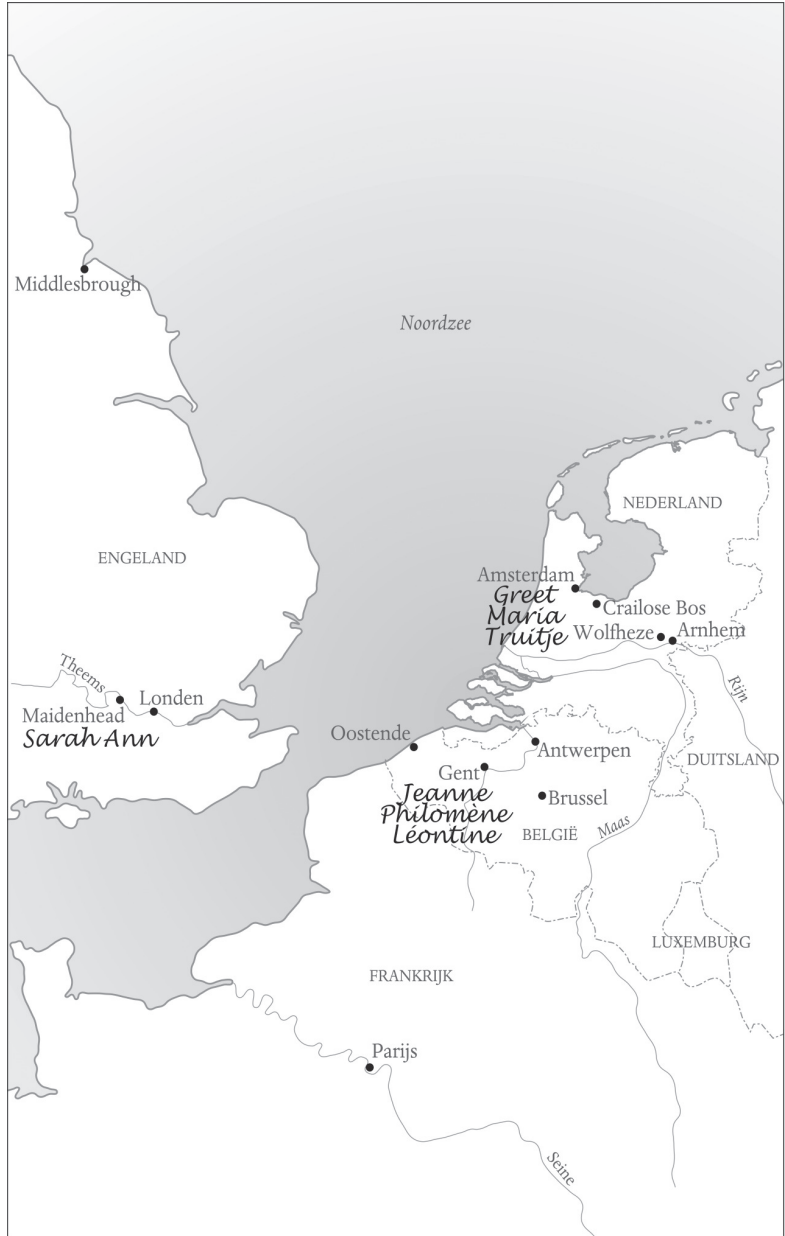 Middlesbrough
Noordzee
NEDERLAND
ENGELAND
Amsterdam
Greet
Maria
Truitje
Crailose Bos
Wolfheze
Arnhem
Rijn
Theems
Londen
Maidenhead
Sarah Ann
Oostende
Antwerpen
DUITSLAND
Gent
Jeanne
Philomène
Léontine
Brussel
BELGIË
Maas
LUXEMBURG
FRANKRIJK
Parijs
Seine